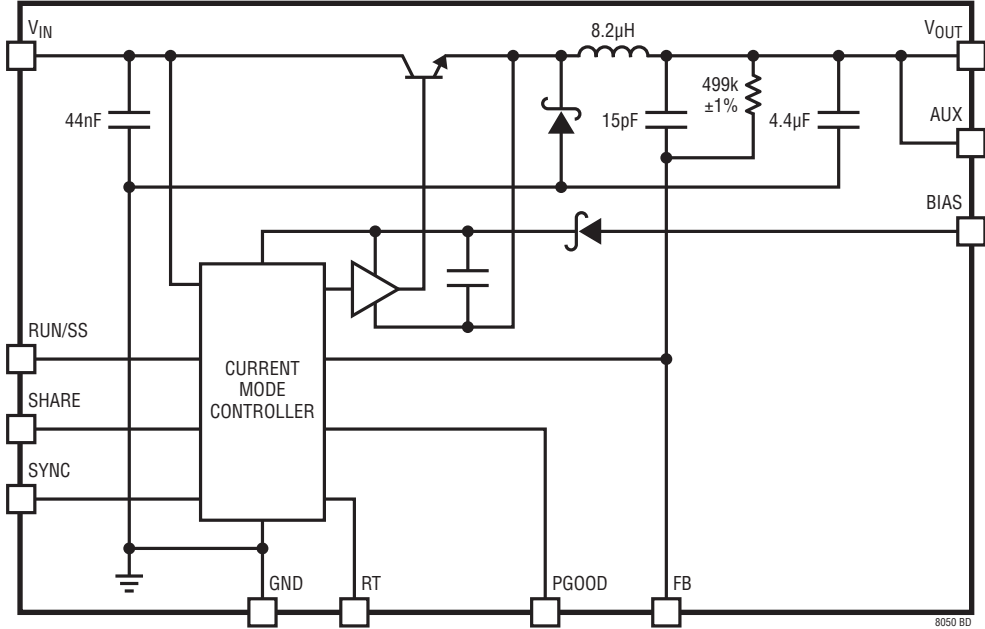 VIN
8.2µH
VOUT
44nF
15pF
499k
±1%
4.4µF
AUX
BIAS
RUN/SS
SHARE
SYNC
CURRENT
MODE
CONTROLLER
GND
RT
PGOOD
FB
8050 BD